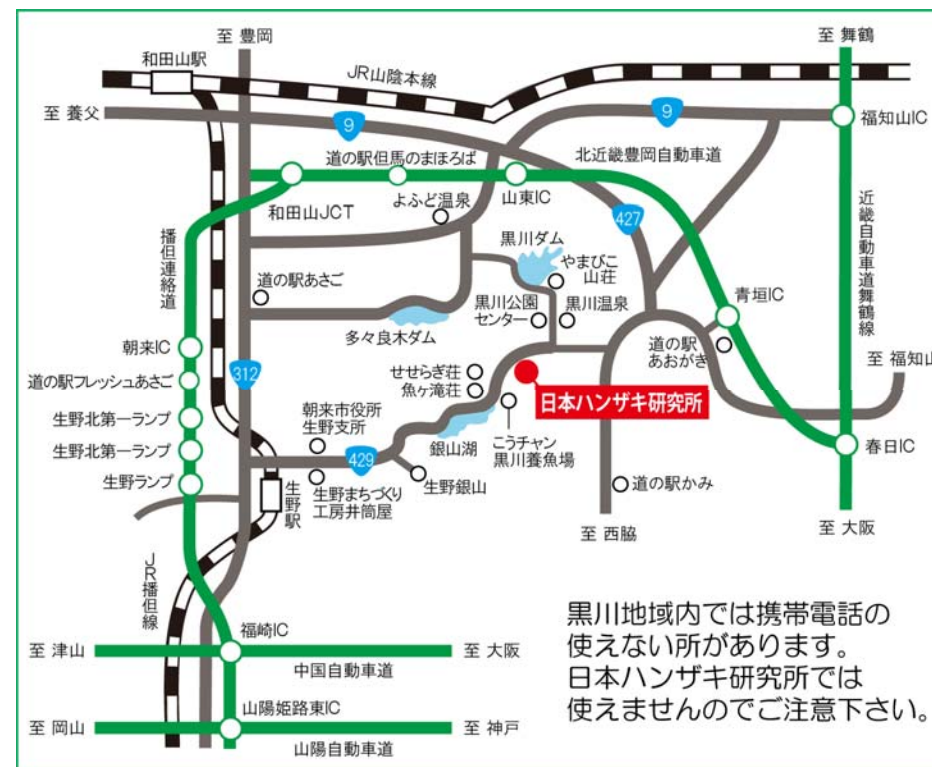 至 豊岡
至 舞鶴
和田山駅
JR山陰本線
至 養父
9
9
福知山IC
道の駅但馬のまほろば
北近畿豊岡自動車道
和田山JCT
よふど温泉
山東IC
427
近畿自動車道舞鶴線
播但連絡道
黒川ダム
やまびこ
山荘
道の駅あさご
黒川公園
センター
黒川温泉
青垣IC
多々良木ダム
道の駅
あおがき
至 福知山
朝来IC
せせらぎ荘
魚ヶ滝荘
道の駅フレッシュあさご
312
日本ハンザキ研究所
生野北第一ランプ
朝来市役所
生野支所
銀山湖
こうチャン
黒川養魚場
春日IC
生野北第一ランプ
429
生野ランプ
生野駅
生野まちづくり
工房井筒屋
生野銀山
道の駅かみ
至 西脇
至 大阪
JR播但線
福崎IC
至 津山
至 大阪
中国自動車道
山陽姫路東IC
至 岡山
至 神戸
山陽自動車道
黒川地域内では携帯電話の
使えない所があります。
日本ハンザキ研究所では
使えませんのでご注意下さい。